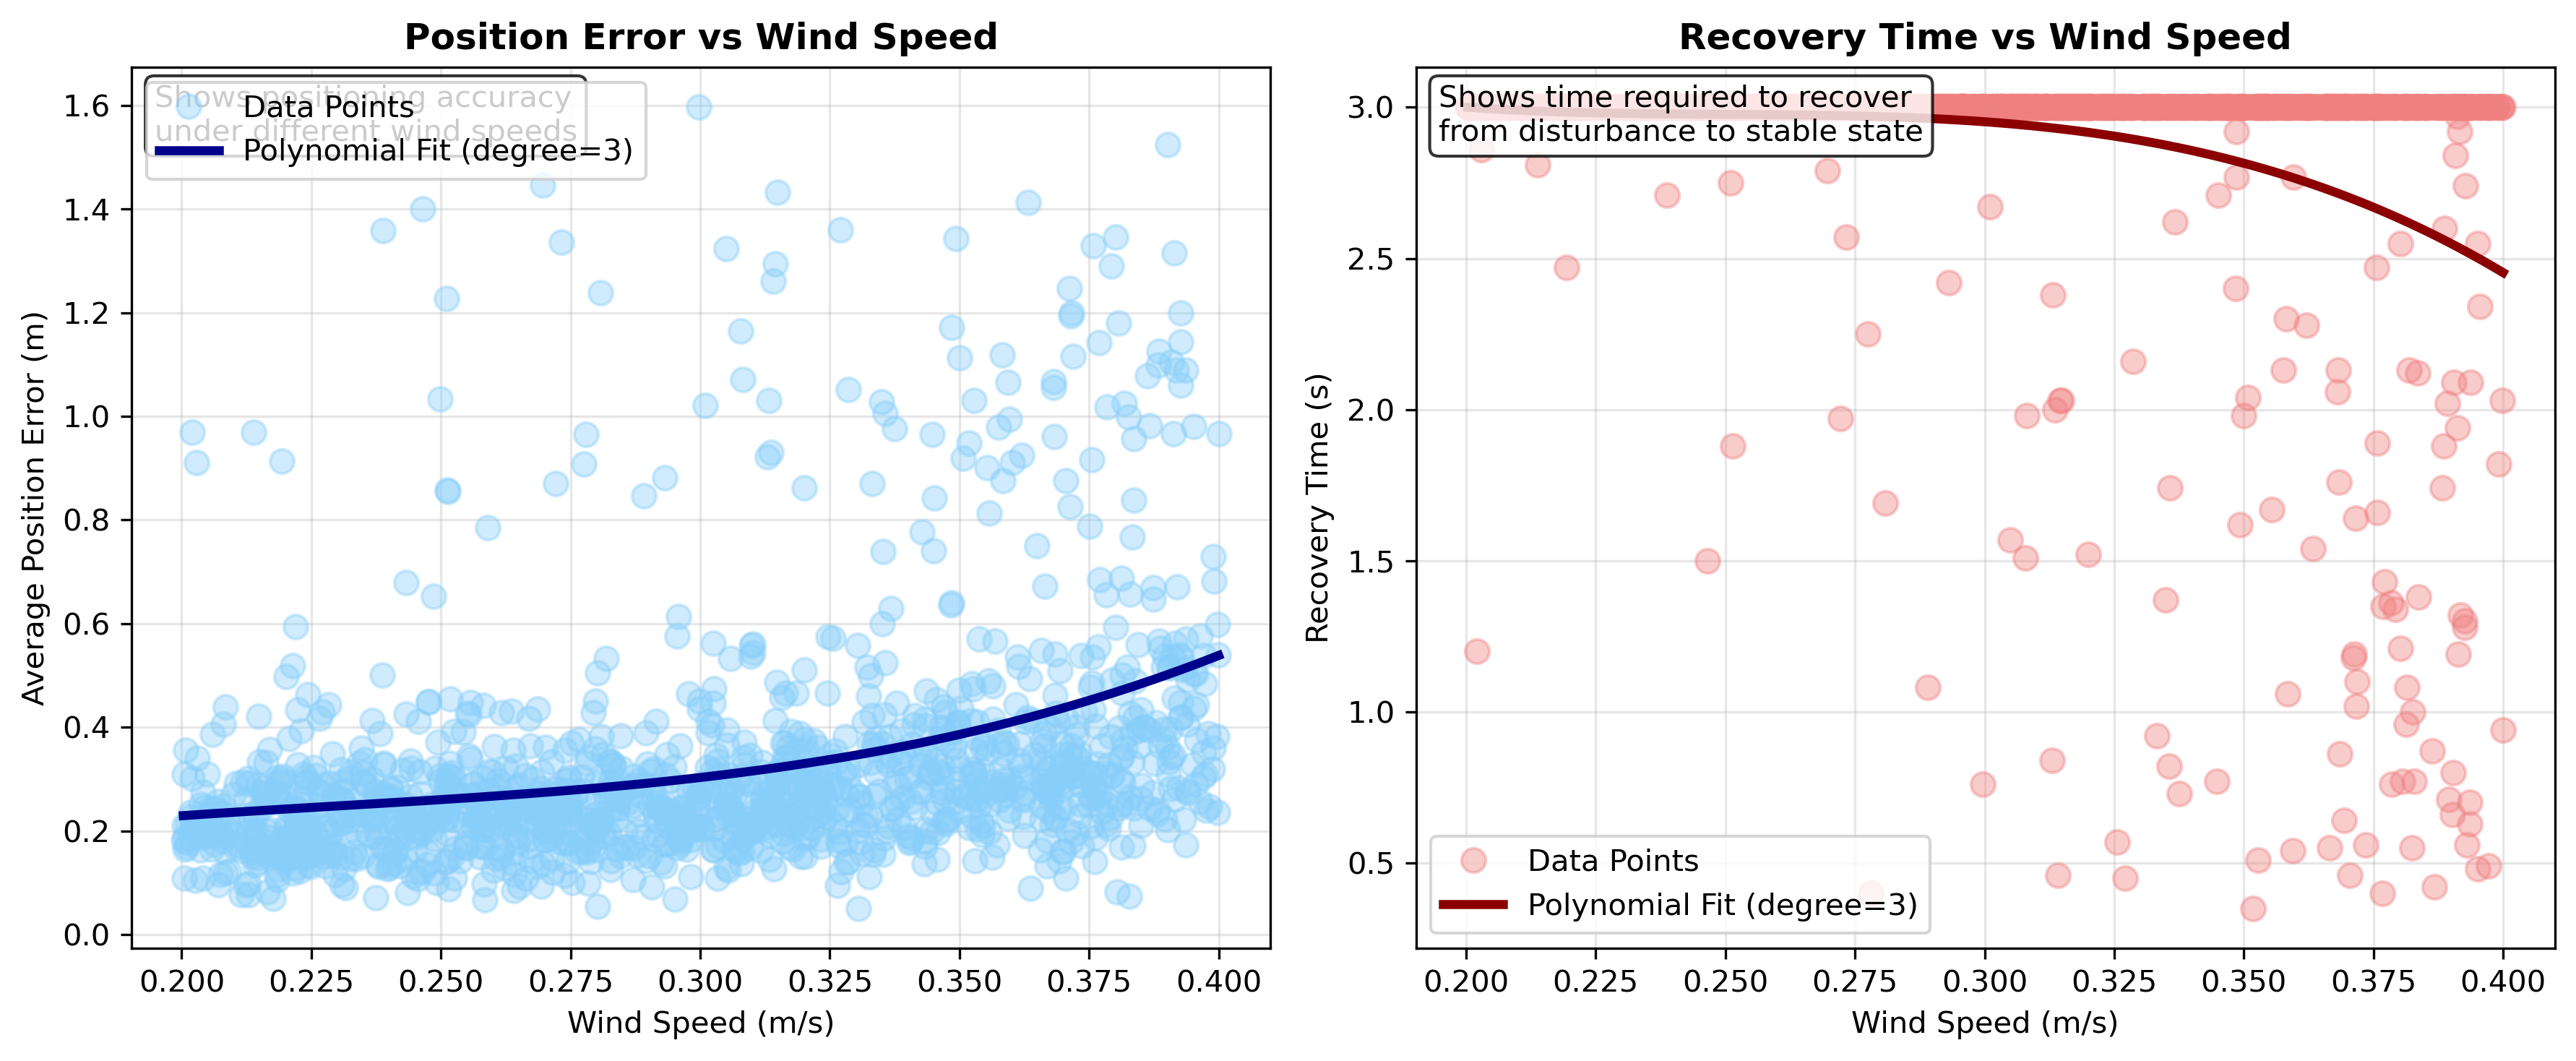 Position Error vs Wind Speed
Shows positioning accuracy
under different wind speeds
Data Points
Polynomial Fit (degree=3)
Average Position Error (m)
1.6
1.4
1.2
1.0
0.8
0.6
0.4
0.2
0.0
0.200 0.225 0.250 0.275 0.300 0.325 0.350 0.375 0.400
Wind Speed (m/s)
Recovery Time vs Wind Speed
Shows time required to recover
from disturbance to stable state
Recovery Time (s)
3.0
2.5
2.0
1.5
1.0
0.5
Data Points
Polynomial Fit (degree=3)
0.200 0.225 0.250 0.275 0.300 0.325 0.350 0.375 0.400
Wind Speed (m/s)